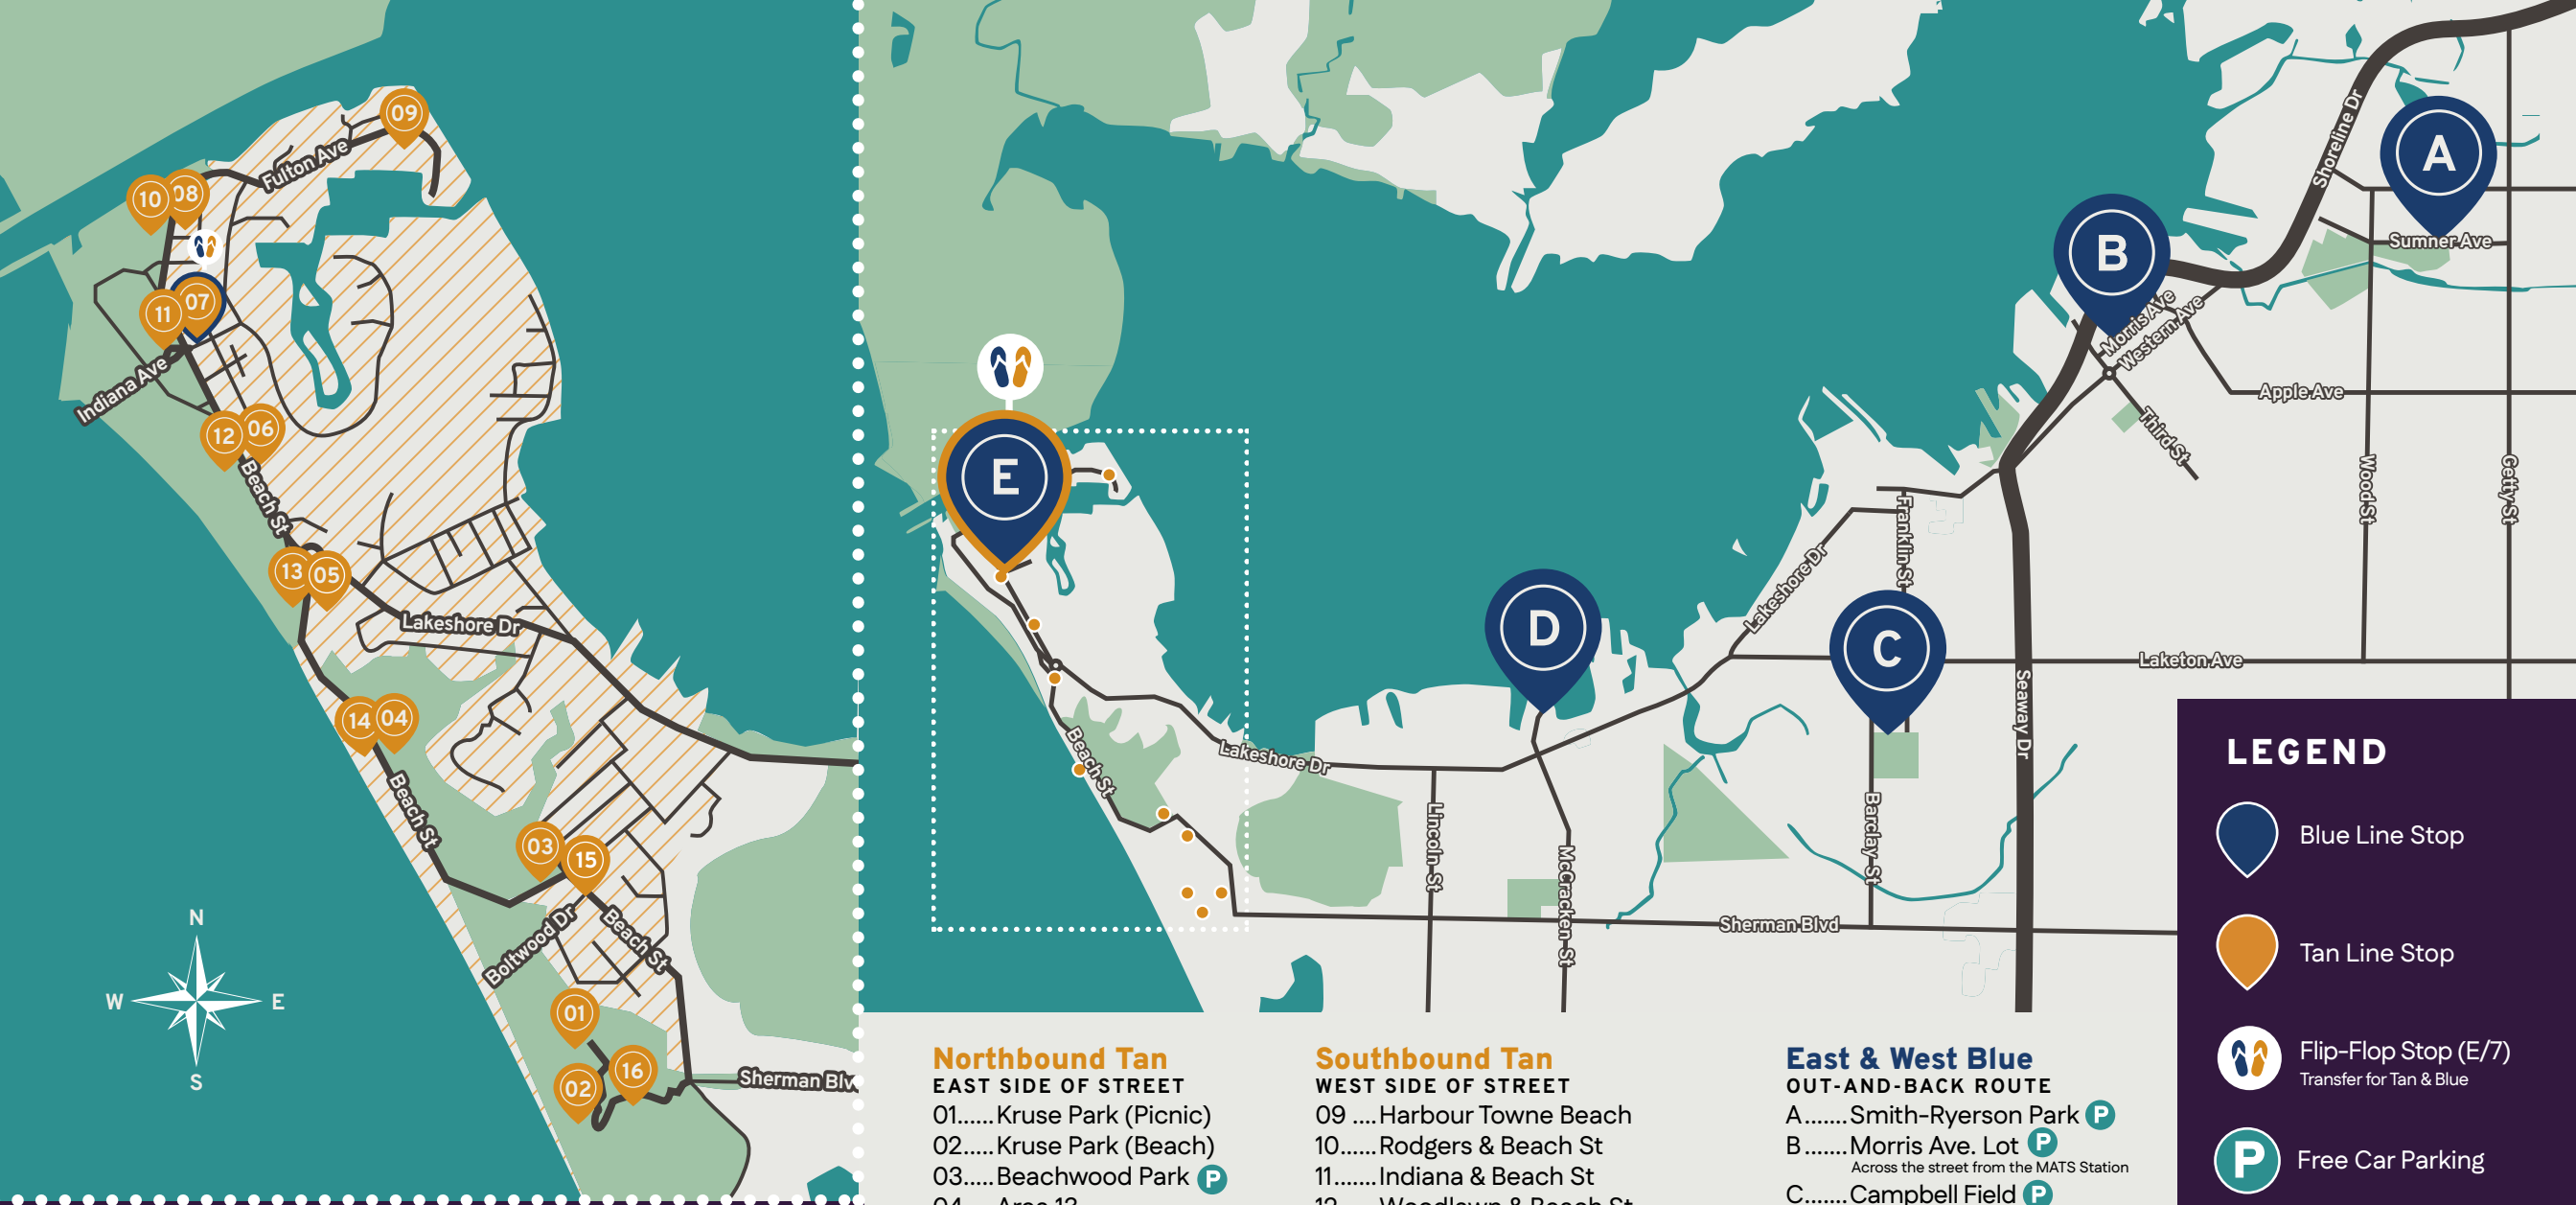 09
Fulton Ave
10
08
11
07
Indiana Ave
12
06
Beach St
13
05
Lakeshore Dr
14
04
Beach St
03
15
Boltwood Dr
Beach St
N
W
E
S
01
02
16
Sherman Blv
A
Shoreline Dr
Sumner Ave
B
Morris Ave
Western Ave
Apple Ave
Third St
Wood St
Getty St
E
D
C
Lakeshore Dr
Franklin St
Laketon Ave
Seaway Dr
Beach St
Lakeshore Dr
Lincoln St
McCracken St
Barclay St
Sherman Blvd
Northbound Tan
EAST SIDE OF STREET
01......Kruse Park (Picnic)
02.....Kruse Park (Beach)
03.....Beachwood Park P
04 Area 13
Southbound Tan
WEST SIDE OF STREET
09 ....Harbour Towne Beach
10......Rodgers & Beach St
11.......Indiana & Beach St
12 Woodlawn & Beach St
East & West Blue
OUT-AND-BACK ROUTE
A.......Smith-Ryerson Park P
B.......Morris Ave. Lot P
Across the street from the MATS Station
C.......Campbell Field P
LEGEND
Blue Line Stop
Tan Line Stop
Flip-Flop Stop (E/7)
Transfer for Tan & Blue
P Free Car Parking